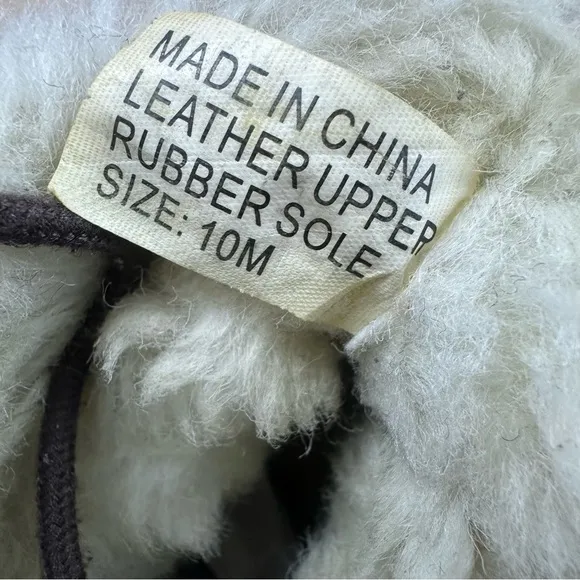 MADE IN CHINA
LEATHER UPPER
RUBBER SOLE
SIZE: 10M